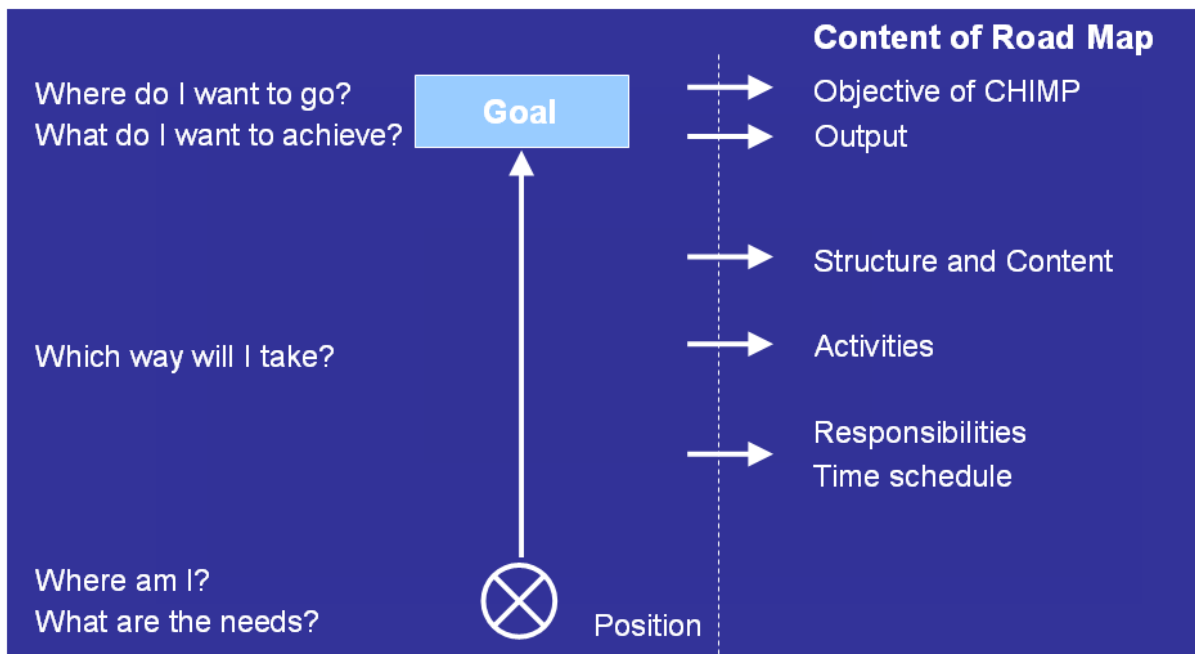 Content of Road Map
Where do I want to go?
What do I want to achieve?
Goal
Objective of CHIMP
Output
Structure and Content
Which way will I take?
Activities
Responsibilities
Time schedule
Where am I?
What are the needs?
Position